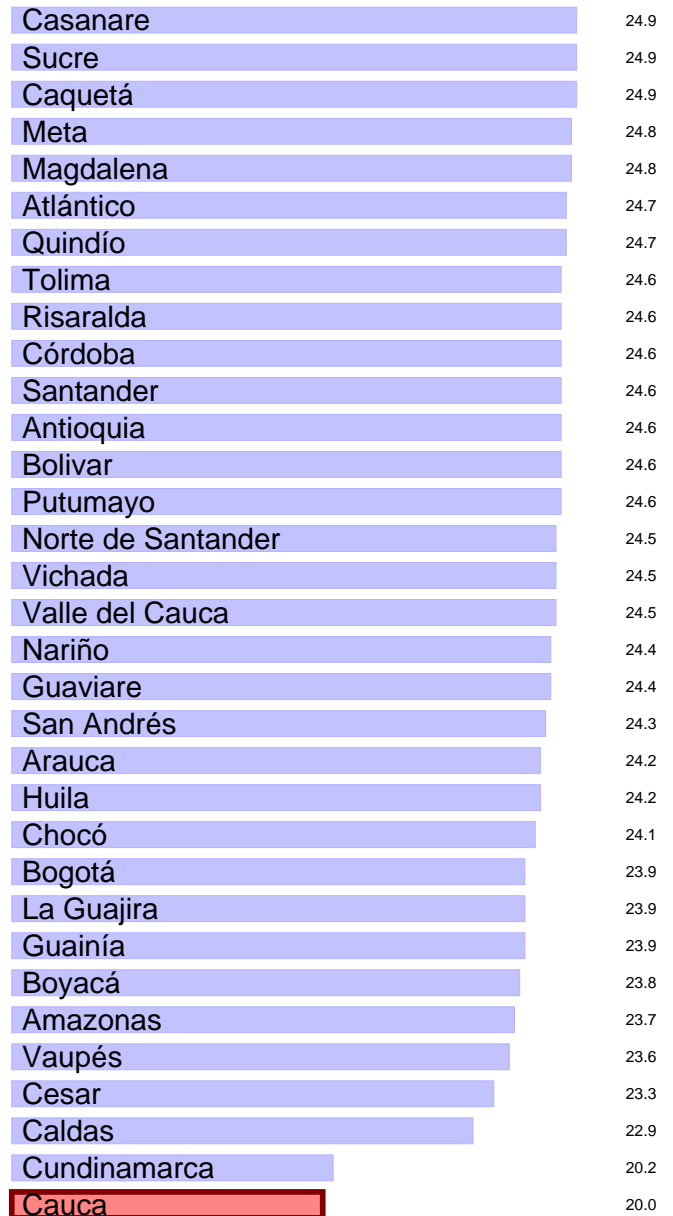 Casanare 24.9
Sucre 24.9
Caquetá 24.9
Meta 24.8
Magdalena 24.8
Atlántico 24.7
Quindío 24.7
Tolima 24.6
Risaralda 24.6
Córdoba 24.6
Santander 24.6
Antioquia 24.6
Bolivar 24.6
Putumayo 24.6
Norte de Santander 24.5
Vichada 24.5
Valle del Cauca 24.5
Nariño 24.4
Guaviare 24.4
San Andrés 24.3
Arauca 24.2
Huila 24.2
Chocó 24.1
Bogotá 23.9
La Guajira 23.9
Guainía 23.9
Boyacá 23.8
Amazonas 23.7
Vaupés 23.6
Cesar 23.3
Caldas 22.9
Cundinamarca 20.2
Cauca 20.0